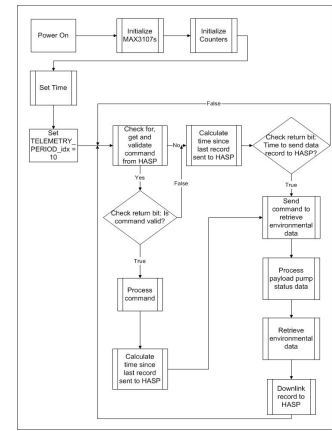 Power On
Initialize
MAX3107s
Initialize
Counters
Set Time
False
Set
TELEMETRY_
PERIOD_idx =
10
Check for,
get and
validate
command
from HASP
No
Calculate
time since
last record
sent to HASP
Check return bit:
Time to send data
record to HASP?
Yes
False
True
Check return bit: Is
command valid?
Send
command to
retrieve
environmental
data
True
Process
command
Process
payload pump
status data
Calculate
time since
last record
sent to HASP
Retrieve
environmental
data
Downlink
record to
HASP